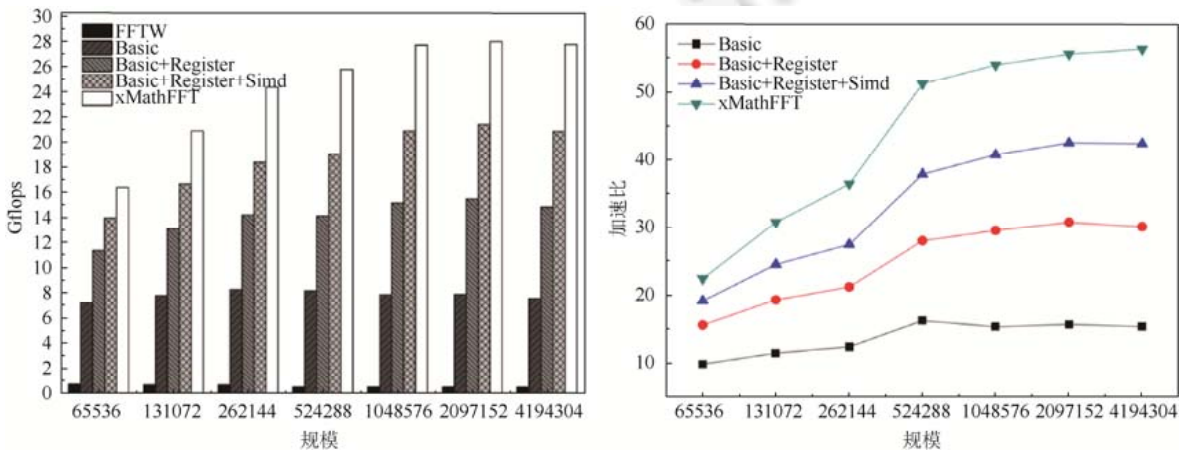 30
28
26
24
22
20
18
16
14
12
10
8
6
4
2
0
Gflops
FFTW
Basic
Basic+Register
Basic+Register+Simd
xMathFFT
65536 131072 262144 524288 1048576 2097152 4194304
规模
60
50
40
30
20
10
加速比
Basic
Basic+Register
Basic+Register+Simd
xMathFFT
65536 131072 262144 524288 1048576 2097152 4194304
规模